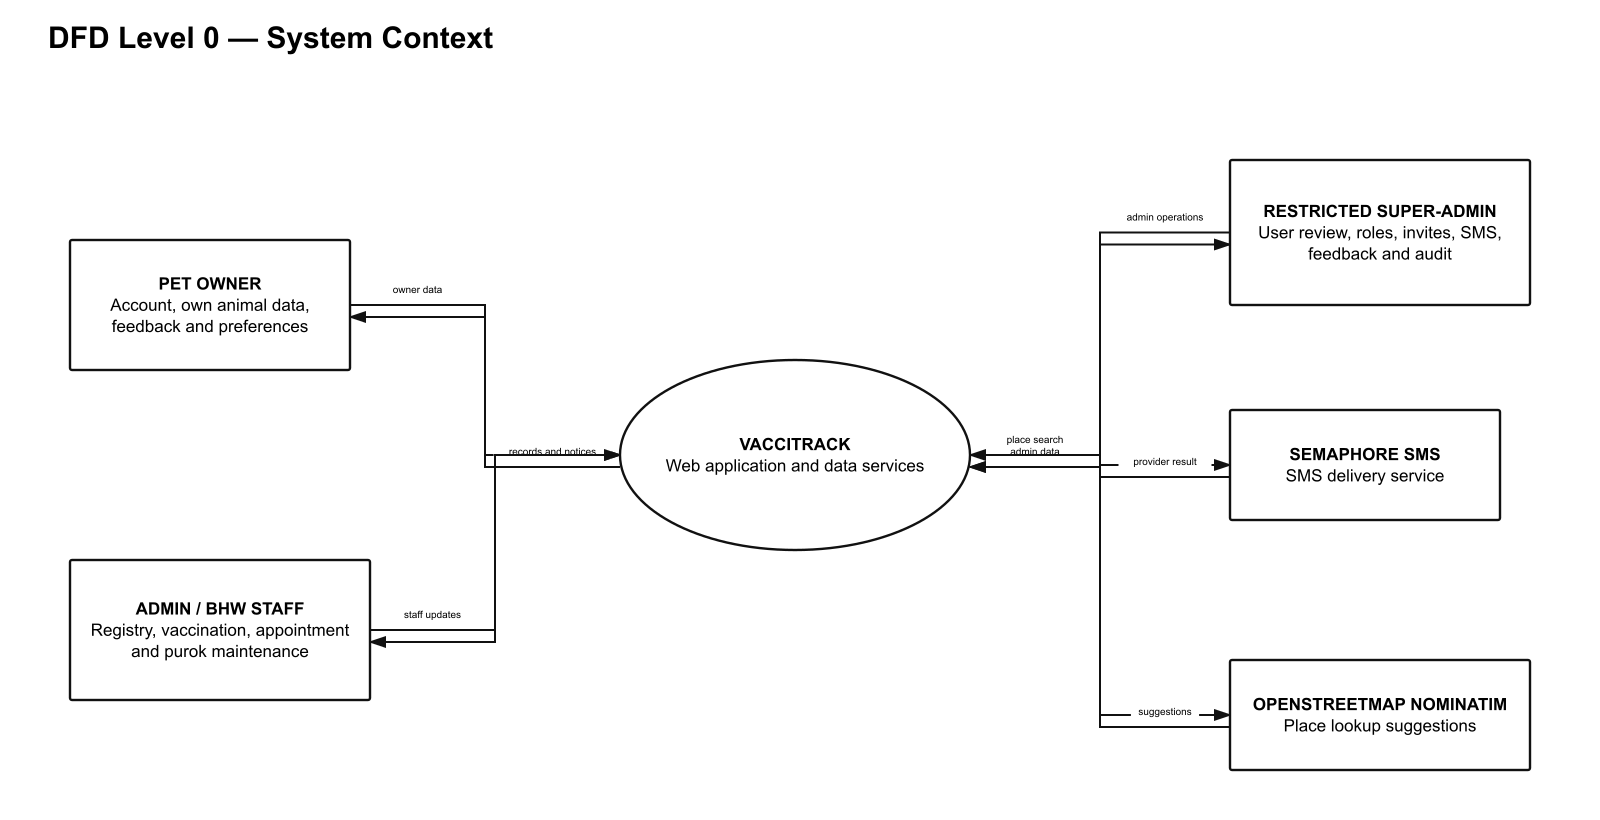 DFD Level 0 — System Context
PET OWNER
Account, own animal data,
feedback and preferences
owner data
ADMIN / BHW STAFF
Registry, vaccination, appointment
and purok maintenance
staff updates
records and notices
VACCITRACK
Web application and data services
place search
admin data
admin operations
RESTRICTED SUPER-ADMIN
User review, roles, invites, SMS,
feedback and audit
provider result
SEMAPHORE SMS
SMS delivery service
suggestions
OPENSTREETMAP NOMINATIM
Place lookup suggestions